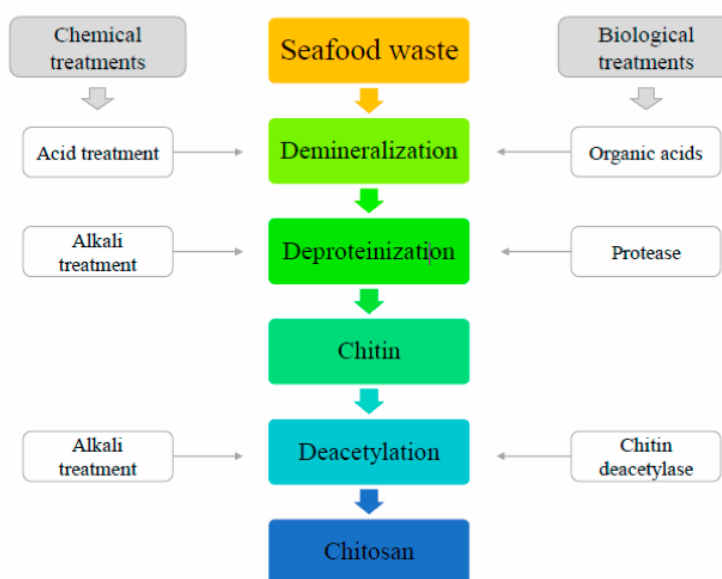 Chemical
treatments
Seafood waste
Biological
treatments
Acid treatment
Demineralization
Organic acids
Alkali
treatment
Deproteinization
Protease
Chitin
Alkali
treatment
Deacetylation
Chitin
deacetylase
Chitosan